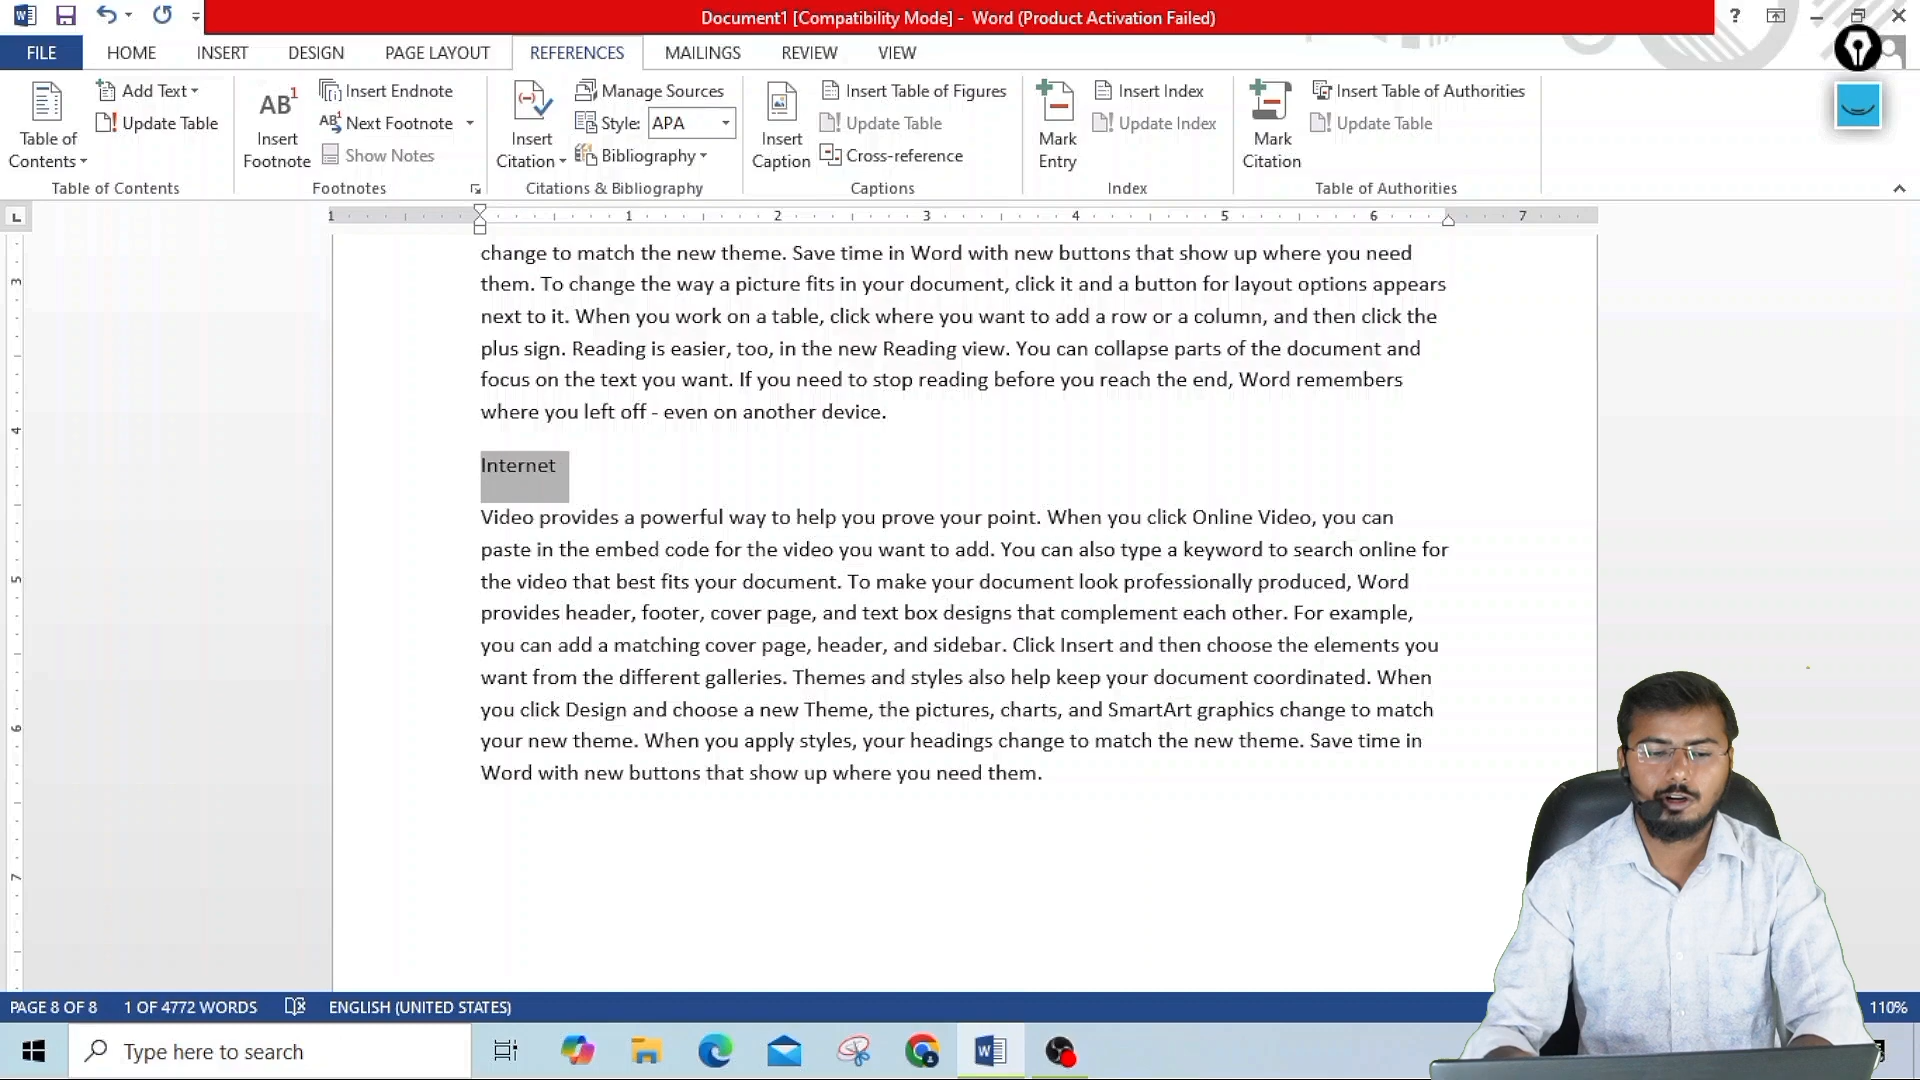 Document1 [Compatibility Mode] - Word (Product Activation Failed)
?
FILE HOME INSERT DESIGN PAGE LAYOUT REFERENCES MAILINGS REVIEW VIEW
Table of Contents
Add Text
Update Table
Table of Contents
AB1 Insert Footnote
Insert Endnote
AB1 Next Footnote
Show Notes
Footnotes
Insert Citation
Manage Sources
Style: APA
Bibliography
Citations & Bibliography
Insert Caption
Insert Table of Figures
Update Table
Cross-reference
Captions
Mark Entry
Insert Index
Update Index
Index
Mark Citation
Insert Table of Authorities
Update Table
Table of Authorities
L
1 1 2 3 4 5 6 7
3
4
5
6
7
change to match the new theme. Save time in Word with new buttons that show up where you need
them. To change the way a picture fits in your document, click it and a button for layout options appears
next to it. When you work on a table, click where you want to add a row or a column, and then click the
plus sign. Reading is easier, too, in the new Reading view. You can collapse parts of the document and
focus on the text you want. If you need to stop reading before you reach the end, Word remembers
where you left off - even on another device.
Internet
Video provides a powerful way to help you prove your point. When you click Online Video, you can
paste in the embed code for the video you want to add. You can also type a keyword to search online for
the video that best fits your document. To make your document look professionally produced, Word
provides header, footer, cover page, and text box designs that complement each other. For example,
you can add a matching cover page, header, and sidebar. Click Insert and then choose the elements you
want from the different galleries. Themes and styles also help keep your document coordinated. When
you click Design and choose a new Theme, the pictures, charts, and SmartArt graphics change to match
your new theme. When you apply styles, your headings change to match the new theme. Save time in
Word with new buttons that show up where you need them.
PAGE 8 OF 8 1 OF 4772 WORDS ENGLISH (UNITED STATES) 110%
Type here to search